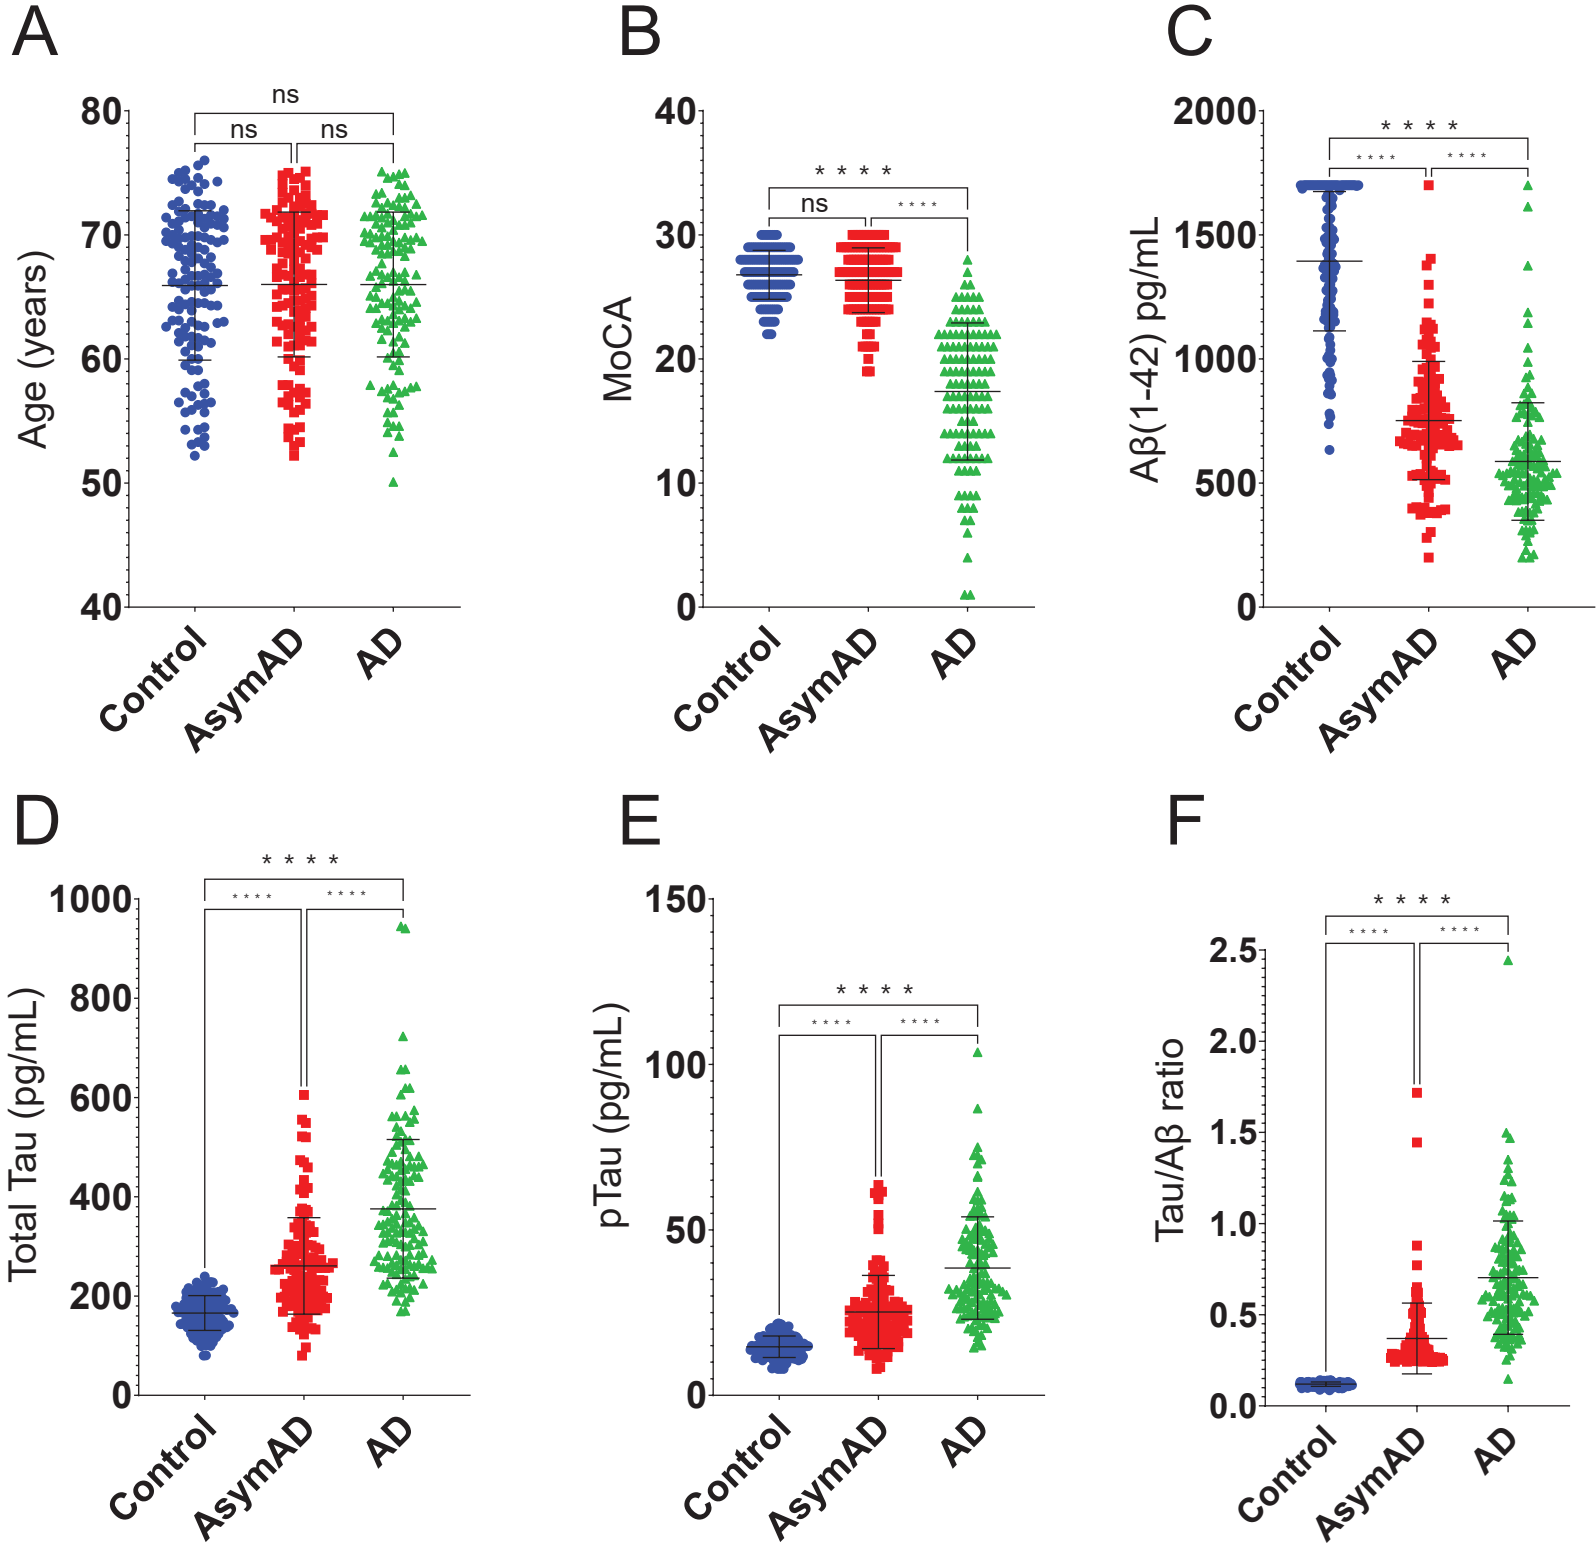 A
B
C
ns
ns ns
80
70
60
50
40
Age (years)
Control
AsymAD
AD
* * * *
ns * * * *
40
30
20
10
0
MoCA
Control
AsymAD
AD
* * * *
* * * * * * * *
2000
1500
1000
500
0
Aβ(1-42) pg/mL
Control
AsymAD
AD
D
E
F
* * * *
* * * * * * * *
1000
800
600
400
200
0
Total Tau (pg/mL)
Control
AsymAD
AD
* * * *
* * * * * * * *
150
100
50
0
pTau (pg/mL)
Control
AsymAD
AD
* * * *
* * * * * * * *
2.5
2.0
1.5
1.0
0.5
0.0
Tau/Aβ ratio
Control
AsymAD
AD